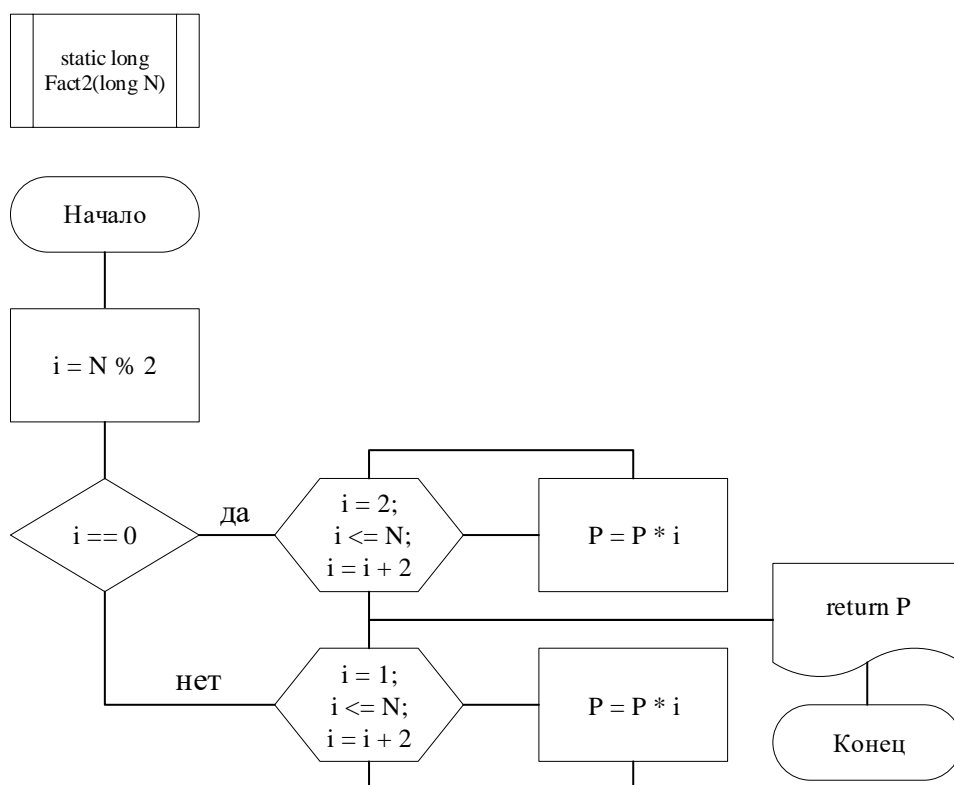 static long
Fact2(long N)
Начало
i = N % 2
i == 0
да
i = 2;
i <= N;
i = i + 2
P = P * i
return P
нет
i = 1;
i <= N;
i = i + 2
P = P * i
Конец